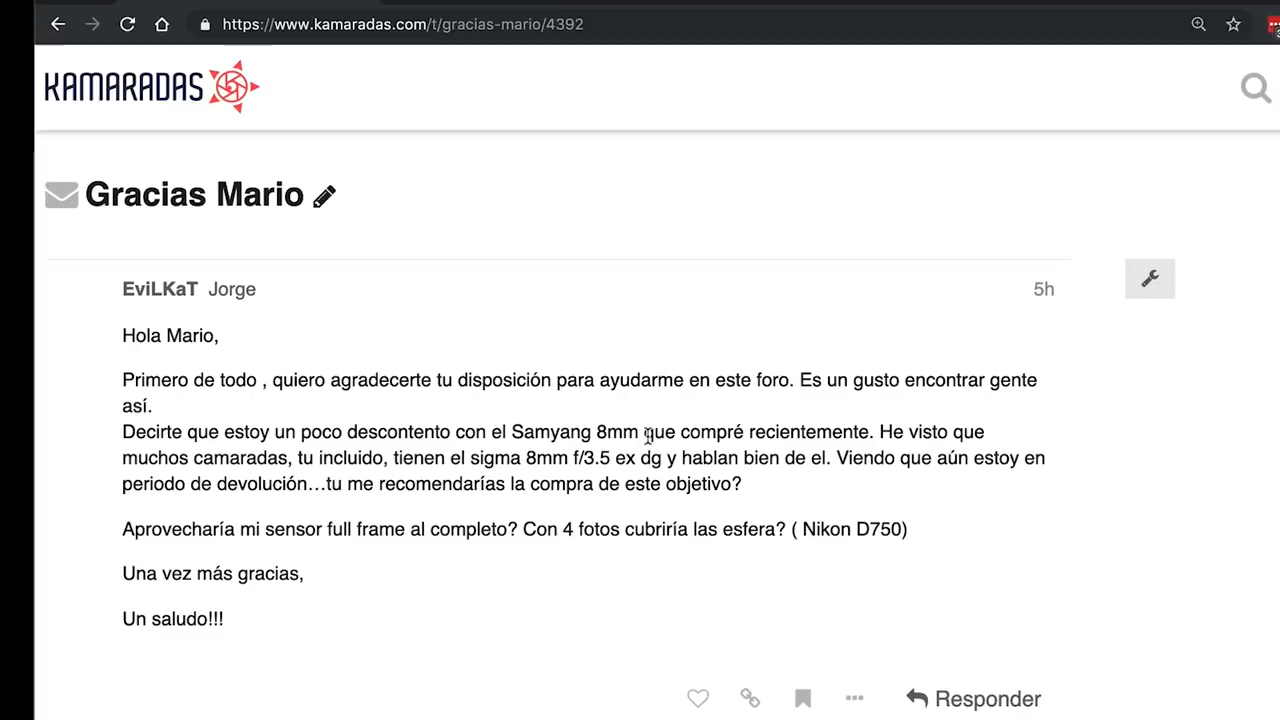 https://www.kamaradas.com/t/gracias-mario/4392
KAMARADAS
Gracias Mario
EviLKaT Jorge
5h
Hola Mario,
Primero de todo , quiero agradecerte tu disposición para ayudarme en este foro. Es un gusto encontrar gente
así.
Decirte que estoy un poco descontento con el Samyang 8mm que compré recientemente. He visto que
muchos camaradas, tu incluido, tienen el sigma 8mm f/3.5 ex dg y hablan bien de el. Viendo que aún estoy en
periodo de devolución…tu me recomendarías la compra de este objetivo?
Aprovecharía mi sensor full frame al completo? Con 4 fotos cubriría las esfera? ( Nikon D750)
Una vez más gracias,
Un saludo!!!
Responder